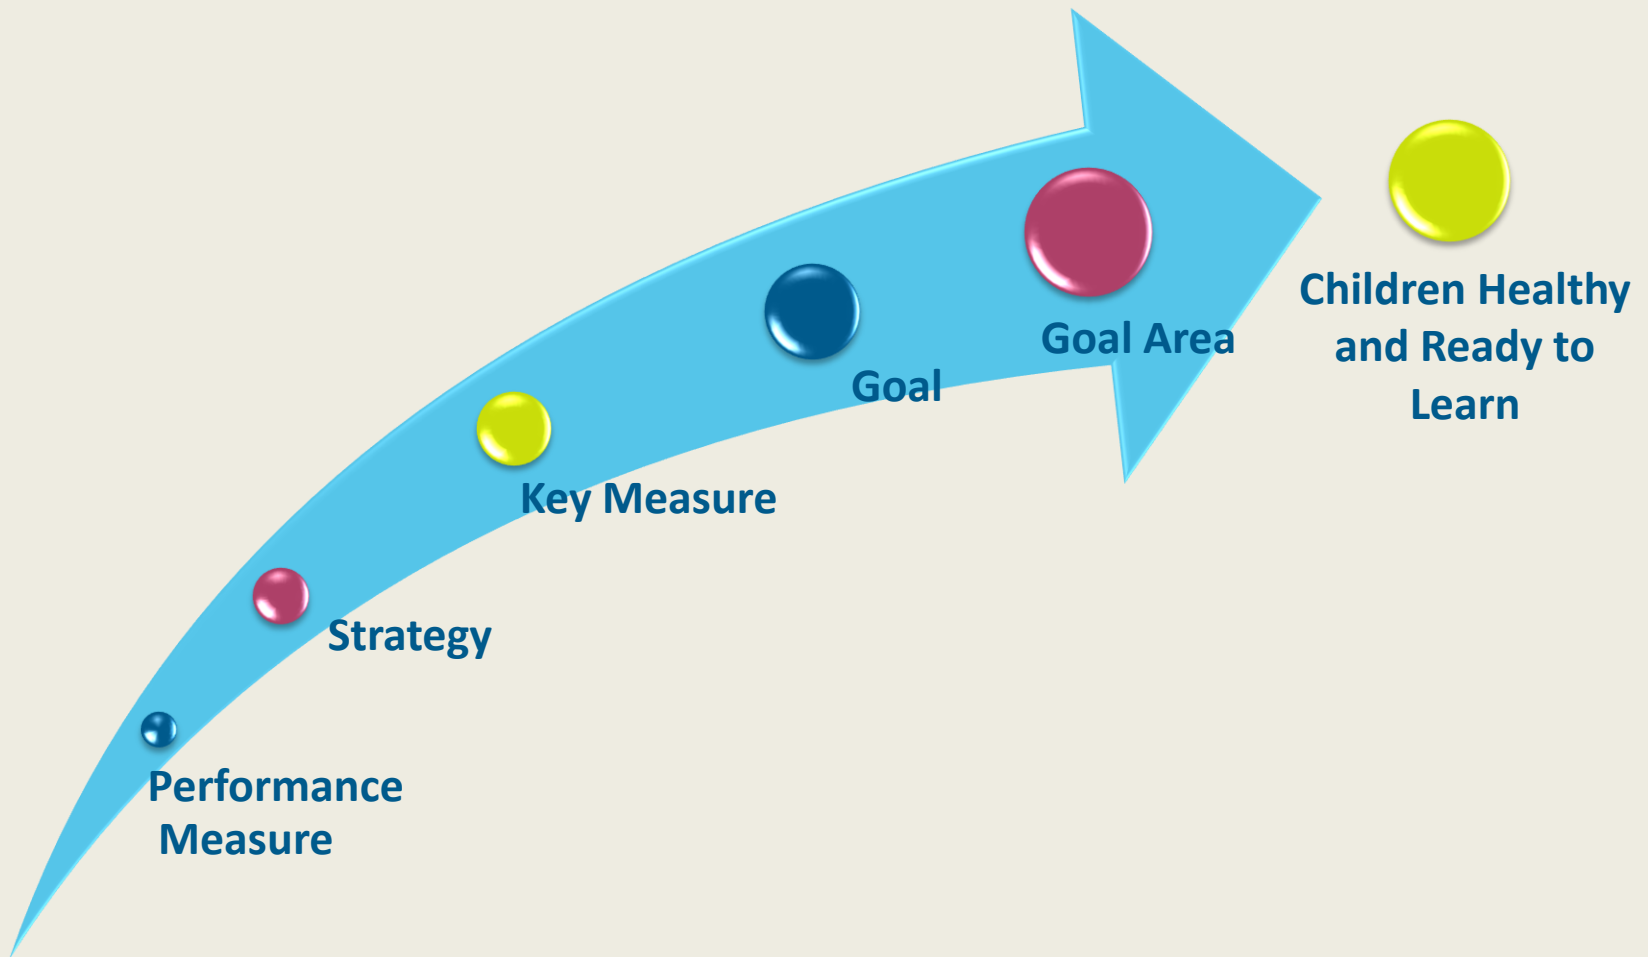 Children Healthy
and Ready to
Learn
Goal Area
Goal
Key Measure
Strategy
Performance
Measure